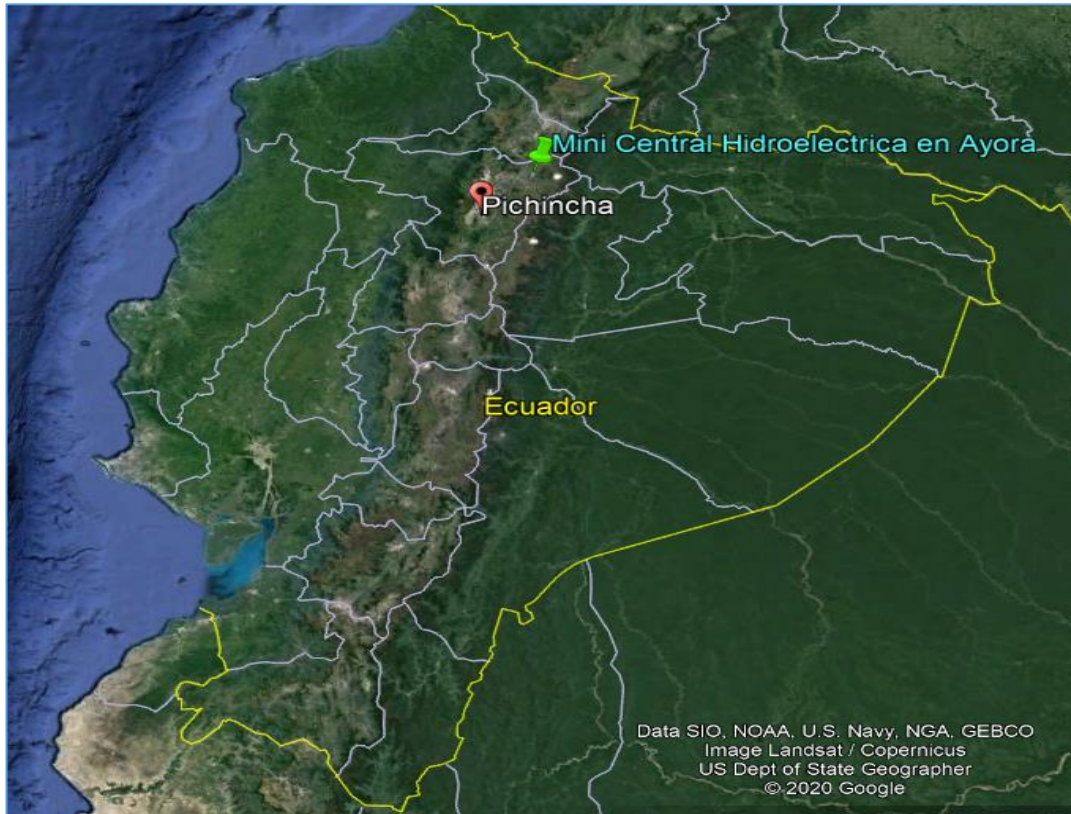 Mini Central Hidroelectrica en Ayora
Pichincha
Ecuador
Data SIO, NOAA, U.S. Navy, NGA, GEBCO
Image Landsat / Copernicus
US Dept of State Geographer
© 2020 Google